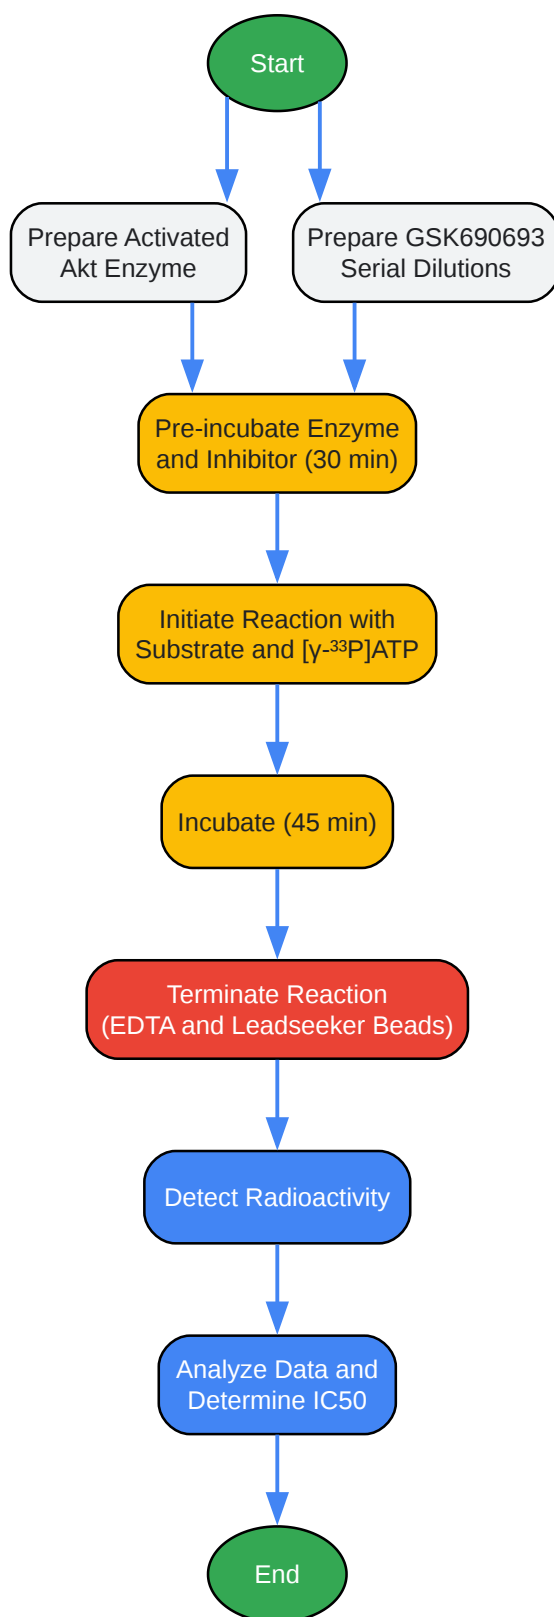 Start
Prepare Activated
Akt Enzyme
Prepare GSK690693
Serial Dilutions
Pre-incubate Enzyme
and Inhibitor (30 min)
Initiate Reaction with
Substrate and [γ-³³P]ATP
Incubate (45 min)
Terminate Reaction
(EDTA and Leadseeker Beads)
Detect Radioactivity
Analyze Data and
Determine IC50
End